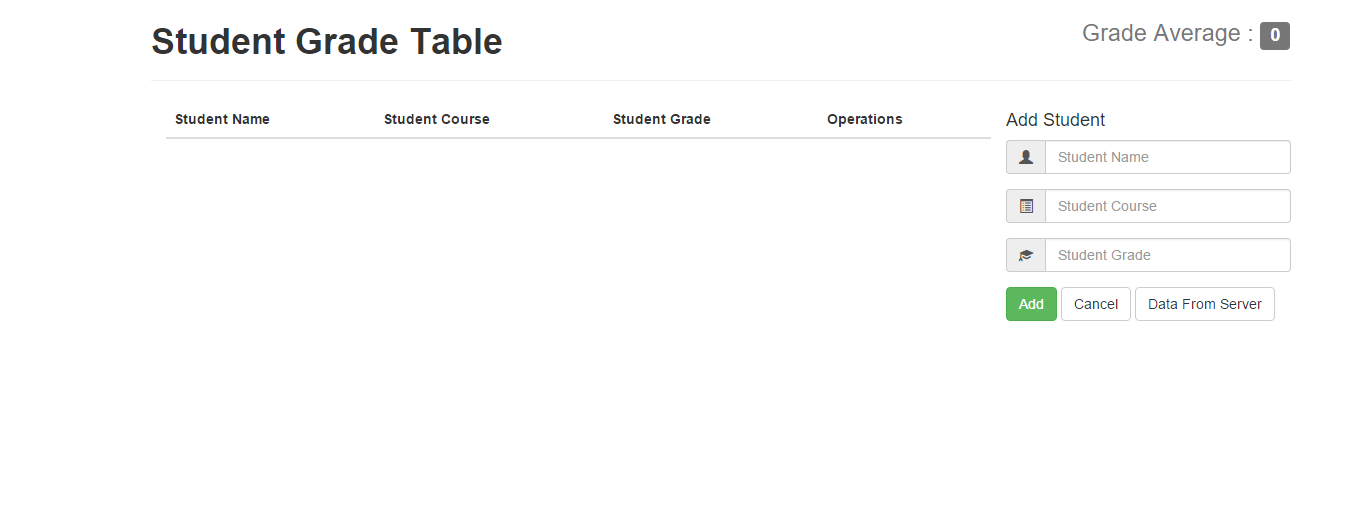 Student Grade Table
Grade Average : 0
Student Name Student Course Student Grade Operations
Add Student
Student Name
Student Course
Student Grade
Add Cancel Data From Server